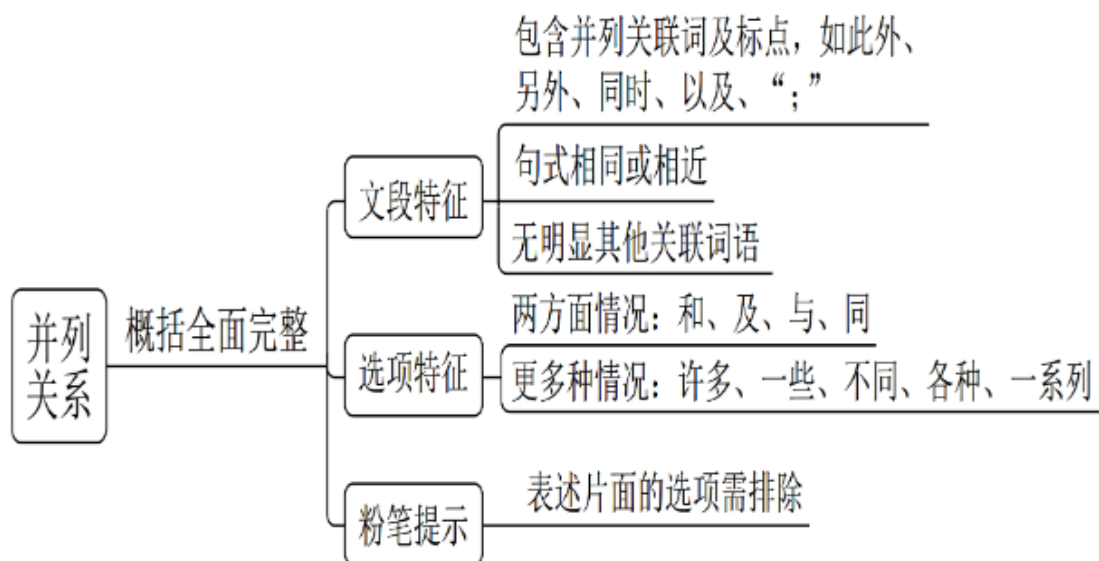 包含并列关联词及标点，如此外、
另外、同时、以及、“；”
句式相同或相近
文段特征
无明显其他关联词语
并列
关系
概括全面完整
两方面情况：和、及、与、同
选项特征
更多种情况：许多、一些、不同、各种、一系列
粉笔提示
表述片面的选项需排除